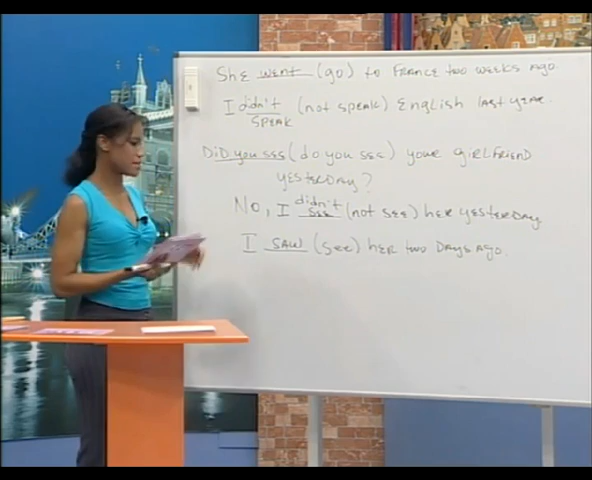 She went (go) to France two weeks ago.
I didn't speak (not speak) English last year.
Did you see (do you see) your girlfriend
yesterday?
No, I didn't see (not see) her yesterday
I saw (see) her two days ago.